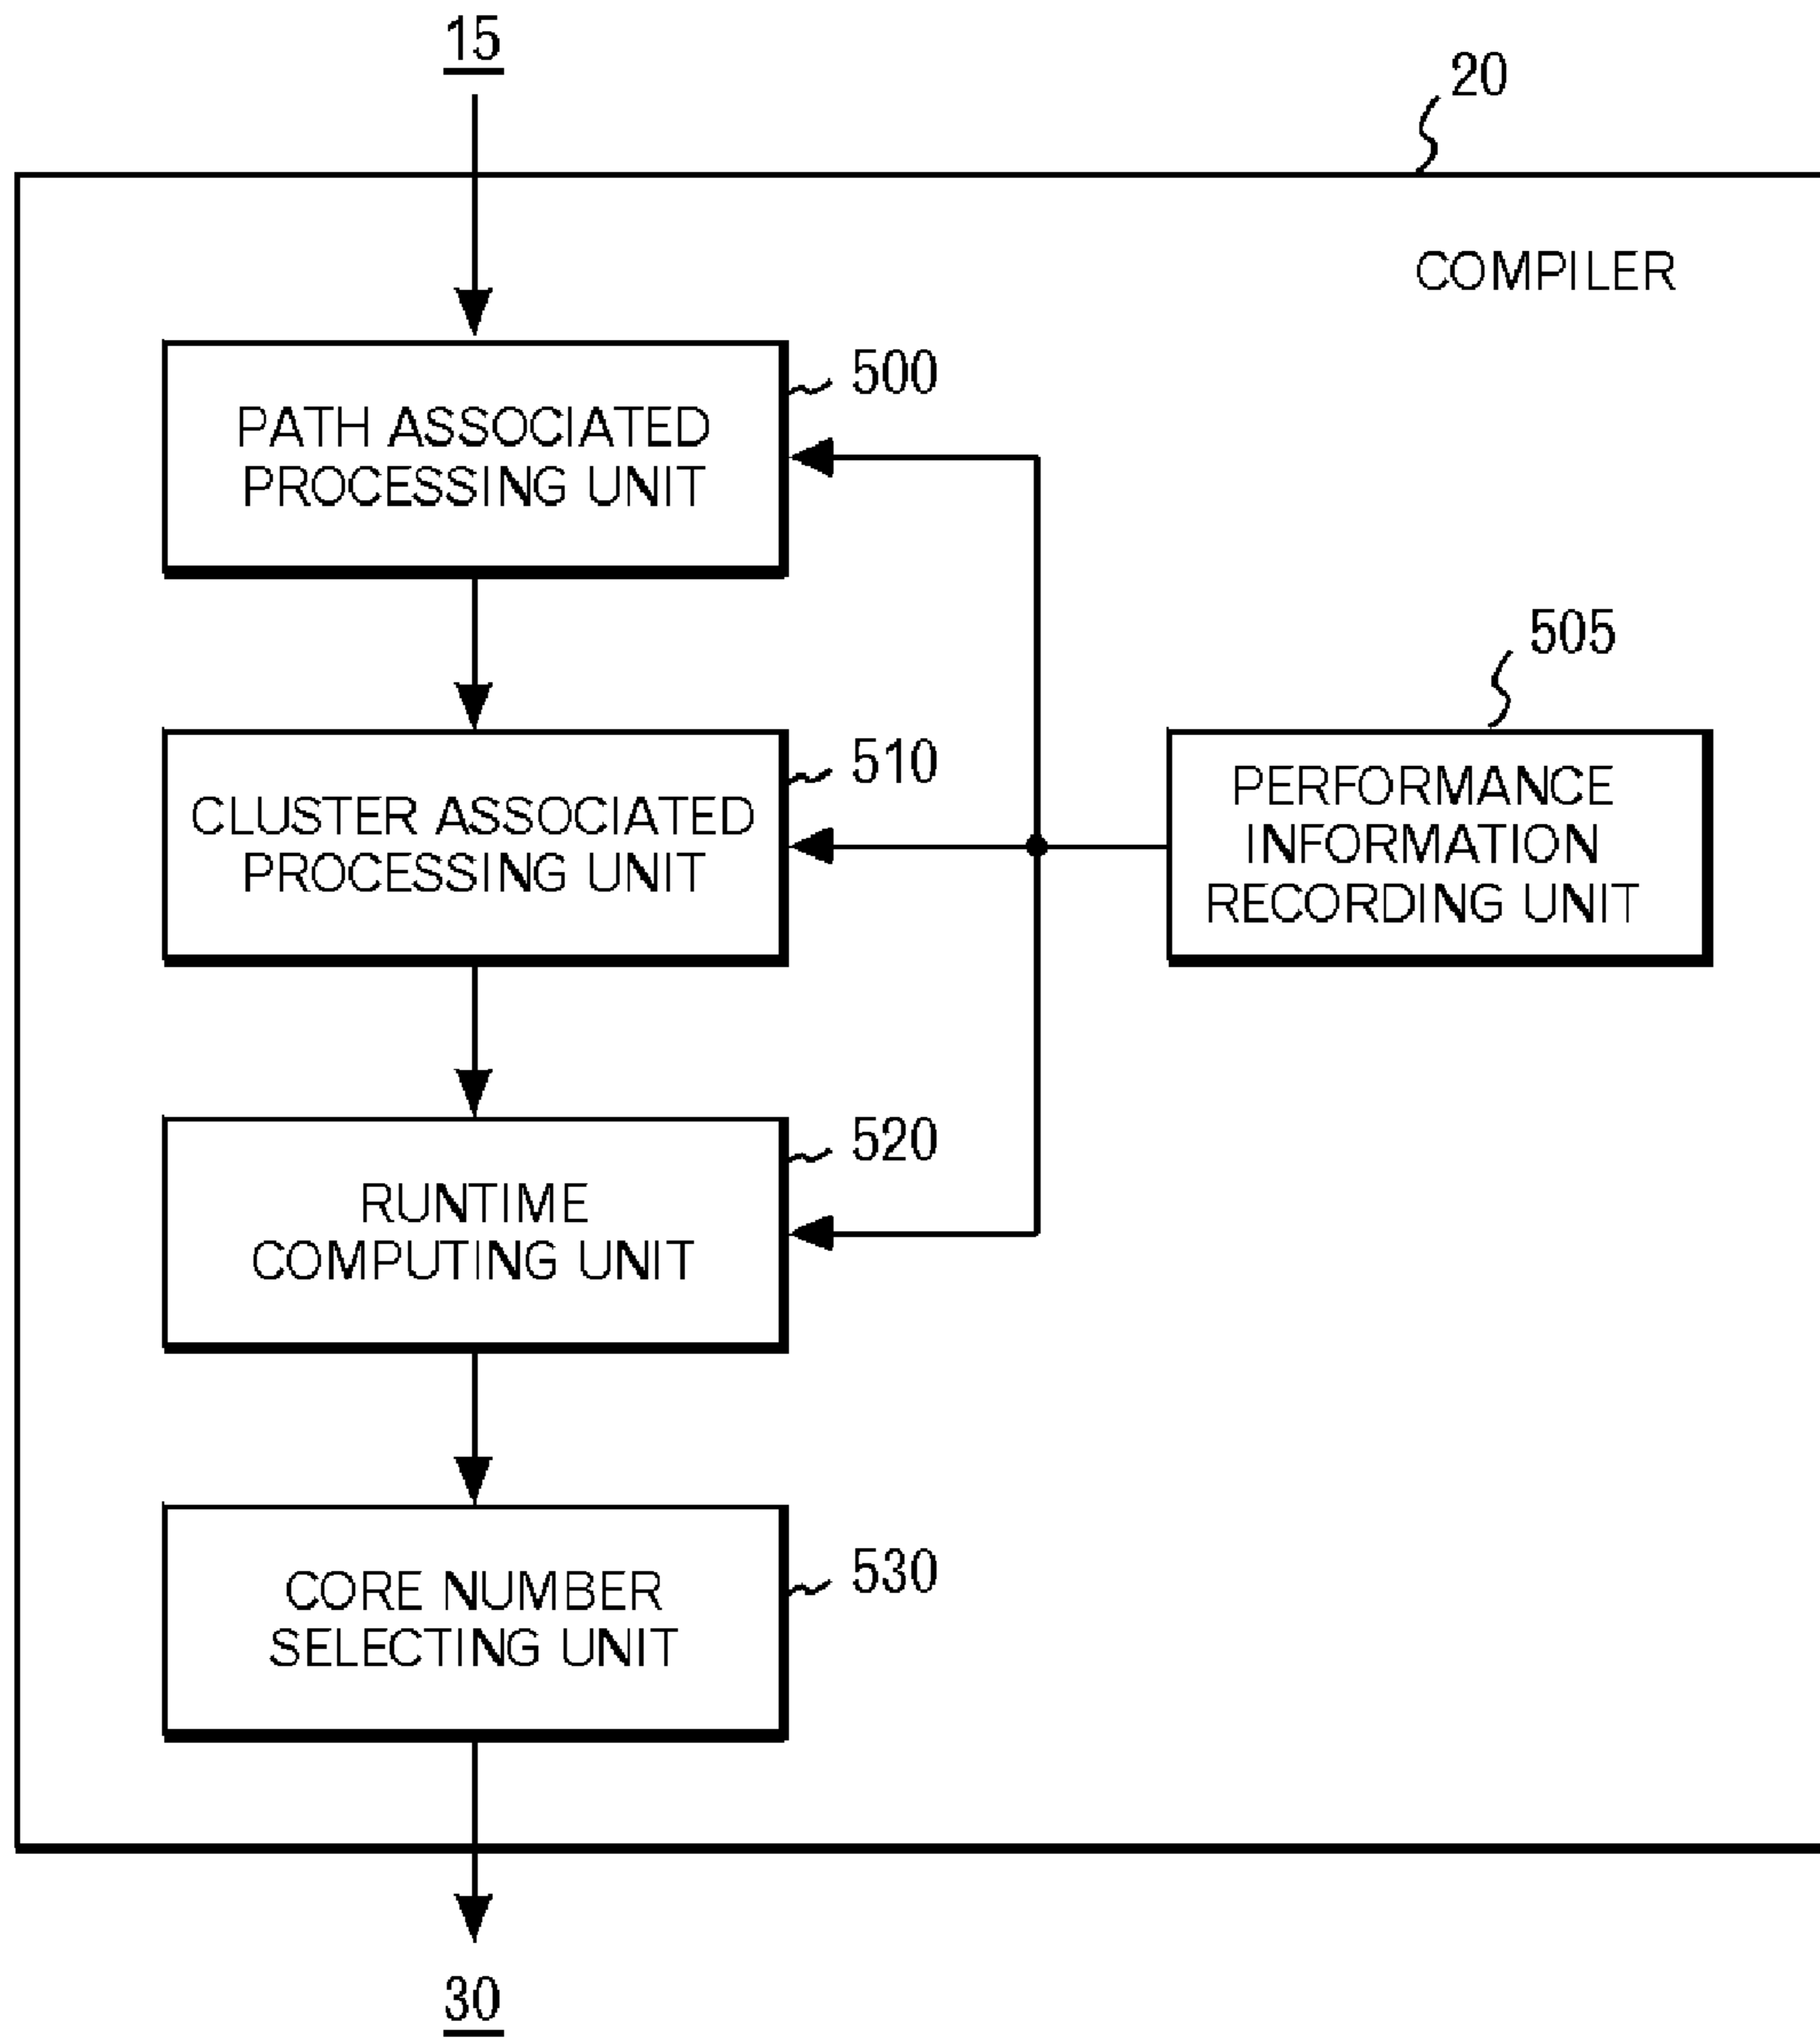 15
20
COMPILER
500
PATH ASSOCIATED
PROCESSING UNIT
505
510
CLUSTER ASSOCIATED
PROCESSING UNIT
PERFORMANCE
INFORMATION
RECORDING UNIT
520
RUNTIME
COMPUTING UNIT
530
CORE NUMBER
SELECTING UNIT
30